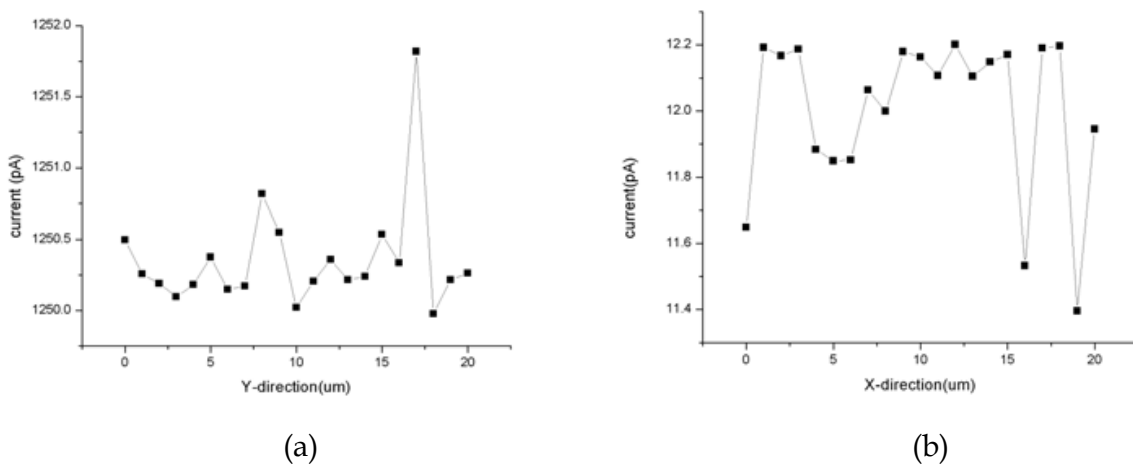 1252.0
1251.5
1251.0
1250.5
1250.0
current (pA)
0 5 10 15 20
Y-direction(um)
(a)
12.2
12.0
11.8
11.6
11.4
current(pA)
0 5 10 15 20
X-direction(um)
(b)